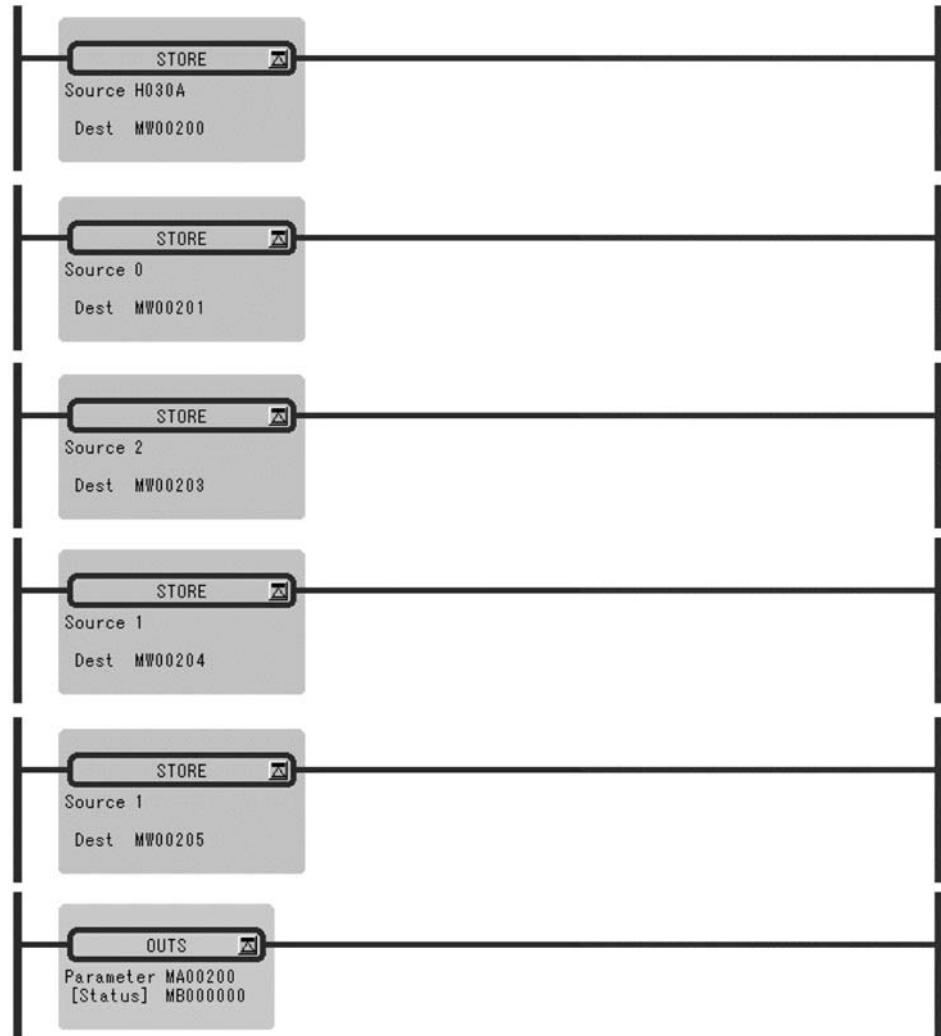 STORE
Source H030A
Dest MW00200
STORE
Source 0
Dest MW00201
STORE
Source 2
Dest MW00203
STORE
Source 1
Dest MW00204
STORE
Source 1
Dest MW00205
OUTS
Parameter MA00200
[Status] MB000000